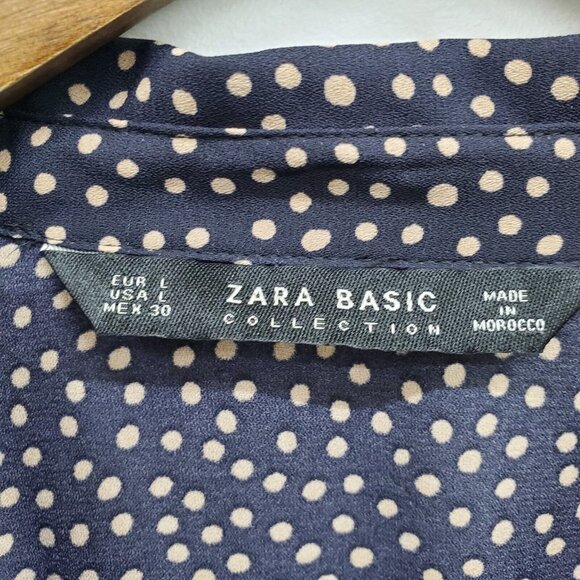 EUR L
USA L
MEX 30
ZARA BASIC
COLLECTION
MADE
IN
MOROCCO